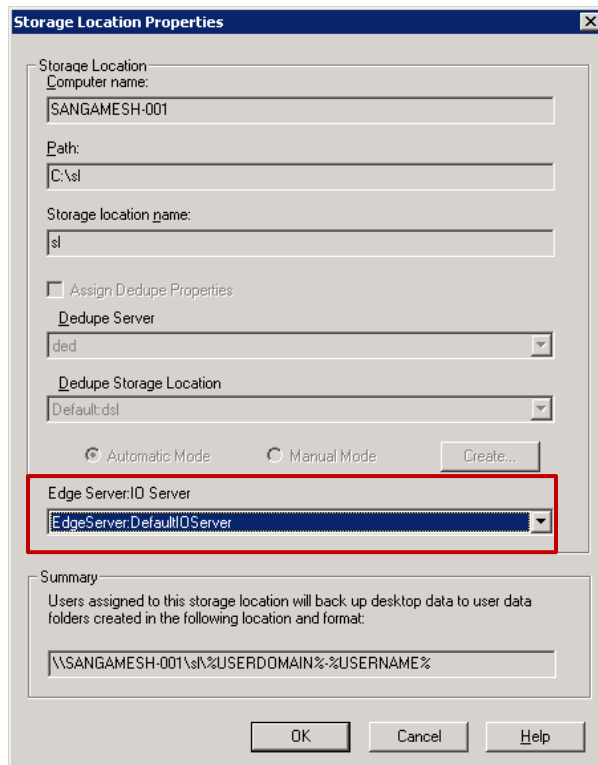 Storage Location Properties
Storage Location
Computer name:
SANGAMESH-001
Path:
C:\sl
Storage location name:
sl
Assign Dedupe Properties
Dedupe Server
ded
Dedupe Storage Location
Default:dsl
Automatic Mode
Manual Mode
Create...
Edge Server:IO Server
EdgeServer:DefaultIOServer
Summary
Users assigned to this storage location will back up desktop data to user data
folders created in the following location and format:
\\SANGAMESH-001\sl\%USERDOMAIN%-%USERNAME%
OK
Cancel
Help